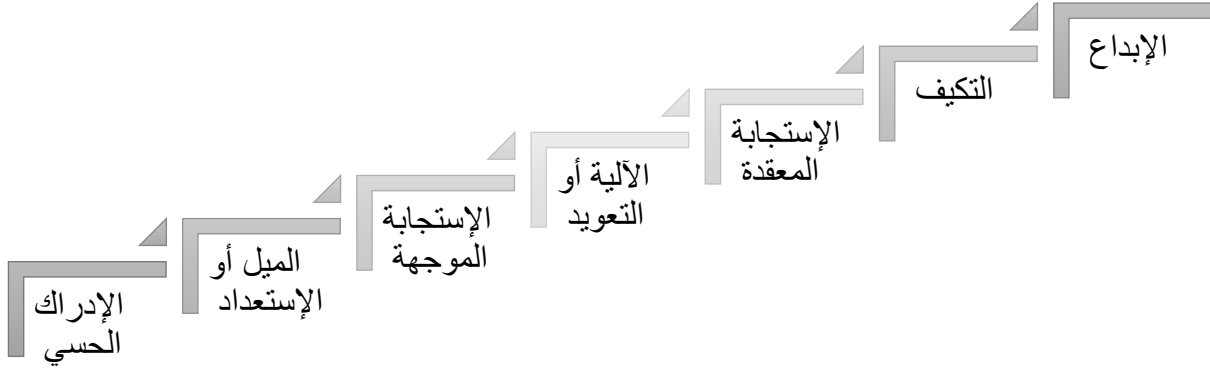 الإدراك
الحسي
الميل أو
الإستعداد
الإستجابة
الموجهة
الآلية أو
التعويد
الإستجابة
المعقدة
التكيف
الإبداع